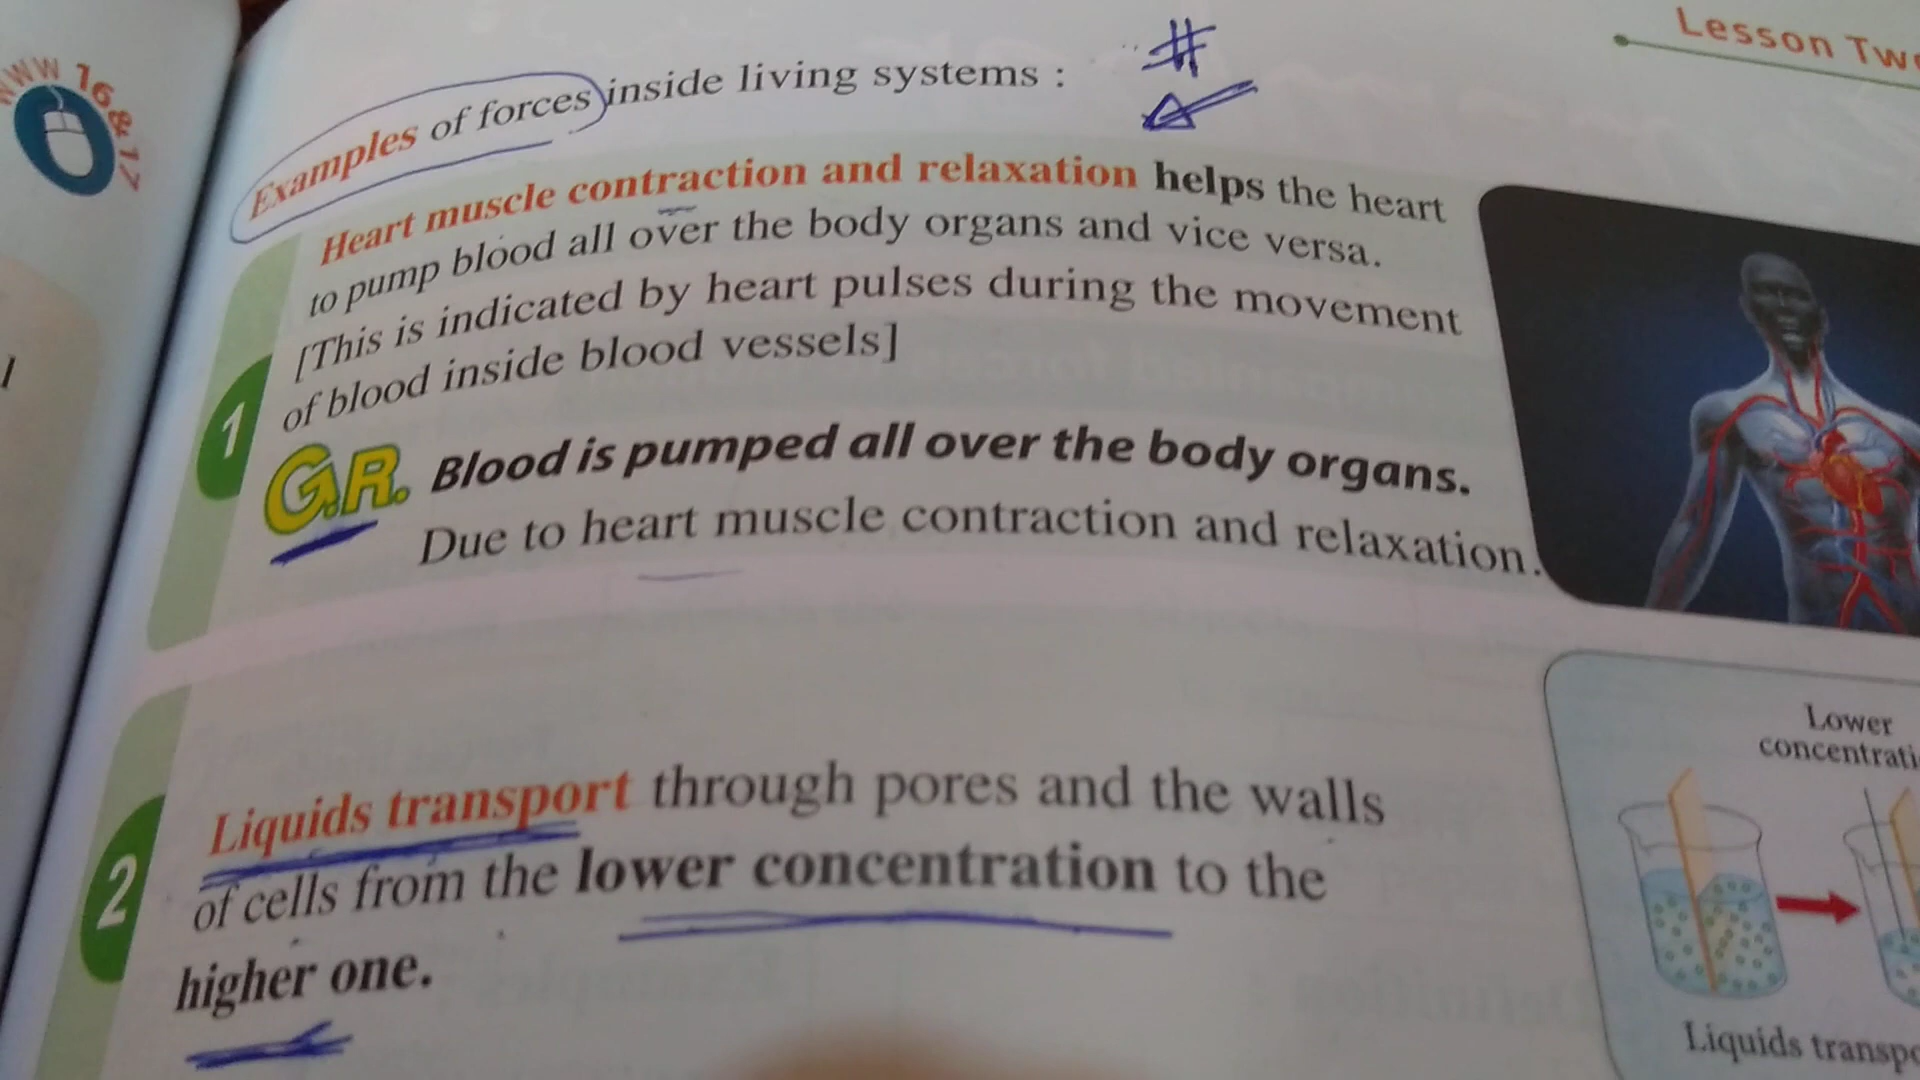 WWW 16 & 17
Lesson
Examples of forces inside living systems :
#
Heart muscle contraction and relaxation helps the heart
to pump blood all over the body organs and vice versa.
[This is indicated by heart pulses during the movement
of blood inside blood vessels]
1
G.R. Blood is pumped all over the body organs.
Due to heart muscle contraction and relaxation.
2
Liquids transport through pores and the walls
of cells from the lower concentration to the
higher one.
Lower
Liquids